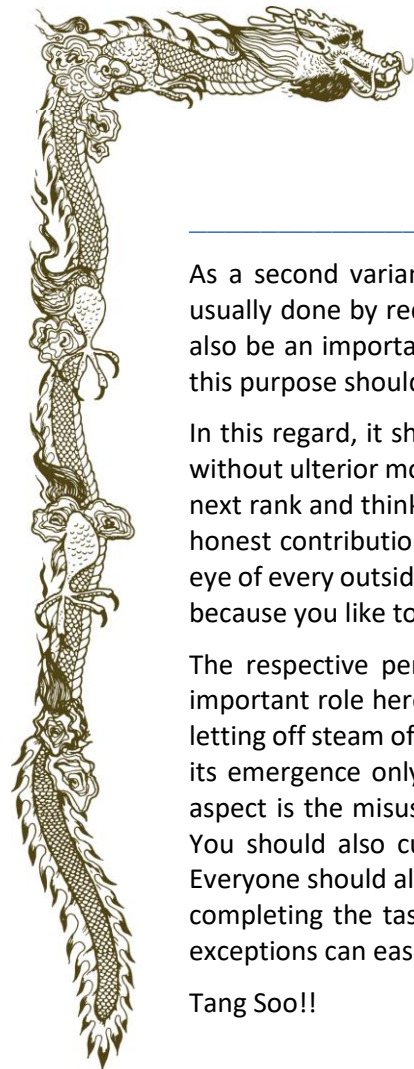 As a second varian
usually done by rec
also be an importa
this purpose should
In this regard, it sh
without ulterior mo
next rank and think
honest contributio
eye of every outsid
because you like to
The respective per
important role here
letting off steam of
its emergence only
aspect is the misus
You should also cu
Everyone should al
completing the tas
exceptions can eas
Tang Soo!!